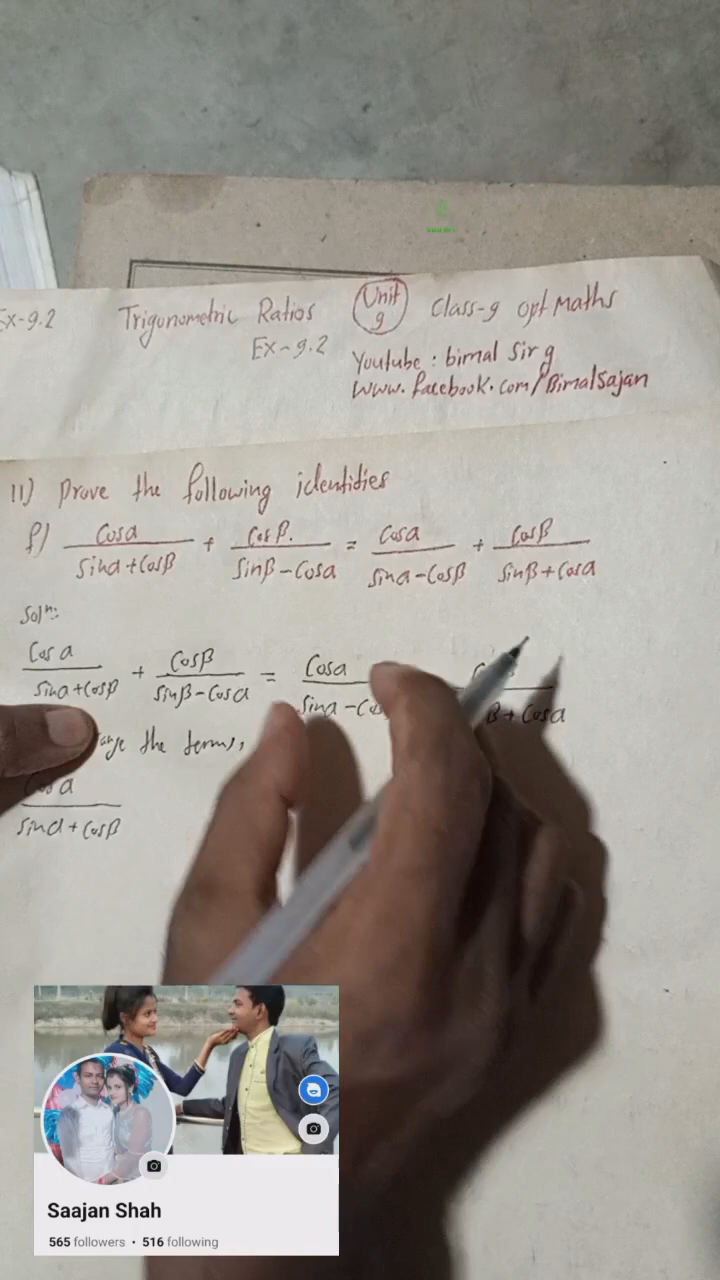 Ex-9.2 Trigonometric Ratios Unit 9 Class-9 opt Maths
Ex-9.2 Youtube : bimal Sir g
www.facebook.com/Bimalsajan
11) Prove the following identities
f) Cosα/Sinα+Cosβ + Cosβ./Sinβ-Cosα = Cosα/Sinα-Cosβ + Cosβ/Sinβ+Cosα
Solⁿ:
Cosα/Sinα+Cosβ + Cosβ/Sinβ-Cosα = Cosα/Sinα-Co β+Cosα
the terms,
Cosα/Sinα+Cosβ
Saajan Shah
565 followers • 516 following